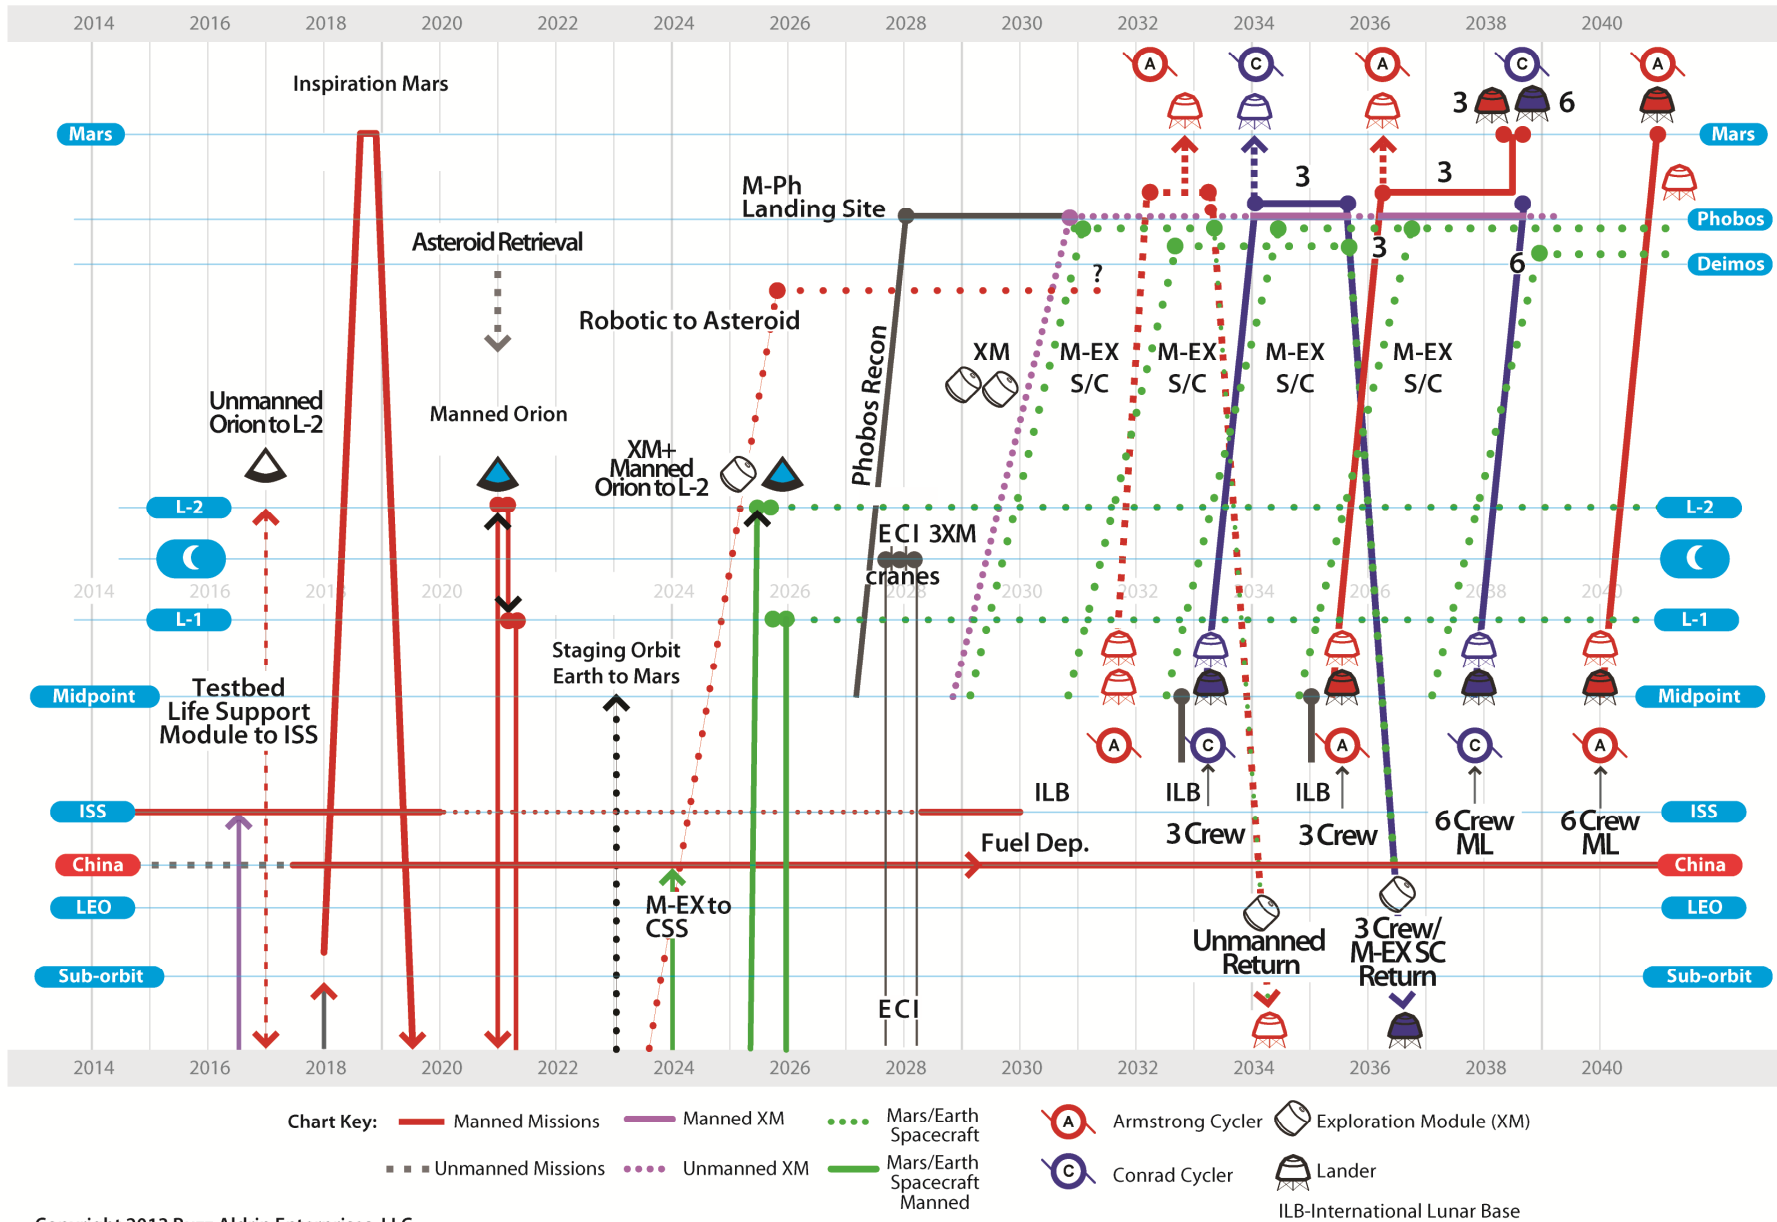 2014 2016 2018 2020 2022 2024 2026 2028 2030 2032 2034 2036 2038 2040
A C A C A
Inspiration Mars
3 6
Mars Mars
3 3
M-Ph
Landing Site
Phobos
Asteroid Retrieval
3
Deimos
6
?
Robotic to Asteroid
Phobos Recon
XM M-EX S/C M-EX S/C M-EX S/C M-EX S/C
Unmanned
Orion to L-2
Manned Orion
XM+
Manned
Orion to L-2
L-2 L-2
E C I 3XM
cranes
2014 2016 2018 2020 2024 2026 2028 2030 2032 2034 2036 2038 2040
L-1 L-1
Staging Orbit
Earth to Mars
Midpoint Midpoint
Testbed
Life Support
Module to ISS
A C A C A
ILB ILB ILB
ISS ISS
3 Crew 3 Crew 6 Crew ML 6 Crew ML
Fuel Dep.
China China
M-EX to
CSS
LEO LEO
Unmanned
Return
3 Crew/
M-EX SC
Return
Sub-orbit Sub-orbit
E C I
2014 2016 2018 2020 2022 2024 2026 2028 2030 2032 2034 2036 2038 2040
Chart Key:
Manned Missions
Unmanned Missions
Manned XM
Unmanned XM
Mars/Earth
Spacecraft
Mars/Earth
Spacecraft
Manned
A Armstrong Cycler
C Conrad Cycler
Exploration Module (XM)
Lander
ILB-International Lunar Base